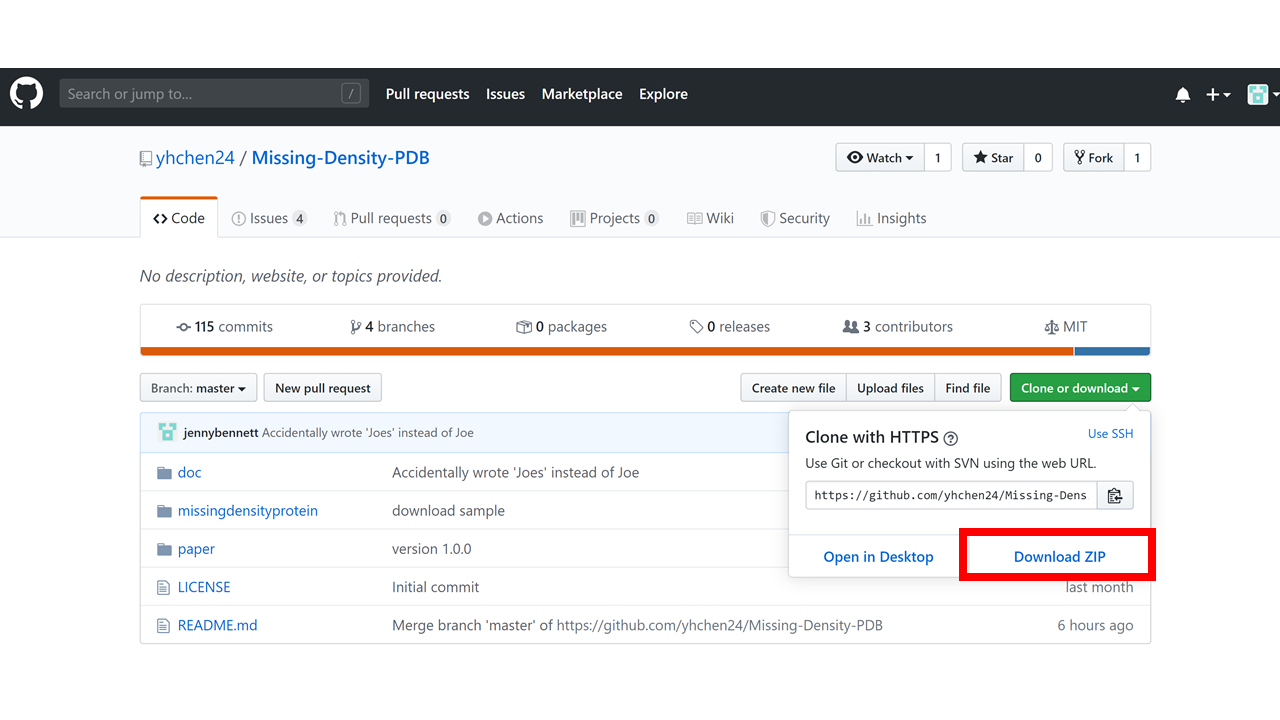 Search or jump to... /
Pull requests Issues Marketplace Explore
yhchen24 / Missing-Density-PDB
Watch 1 Star 0 Fork 1
Code Issues 4 Pull requests 0 Actions Projects 0 Wiki Security Insights
No description, website, or topics provided.
115 commits 4 branches 0 packages 0 releases 3 contributors MIT
Branch: master New pull request Create new file Upload files Find file Clone or download
jennybennett Accidentally wrote 'Joes' instead of Joe
Clone with HTTPS ? Use SSH
Use Git or checkout with SVN using the web URL.
https://github.com/yhchen24/Missing-Dens
Open in Desktop Download ZIP
doc Accidentally wrote 'Joes' instead of Joe
missingdensityprotein download sample
paper version 1.0.0
LICENSE Initial commit last month
README.md Merge branch 'master' of https://github.com/yhchen24/Missing-Density-PDB 6 hours ago